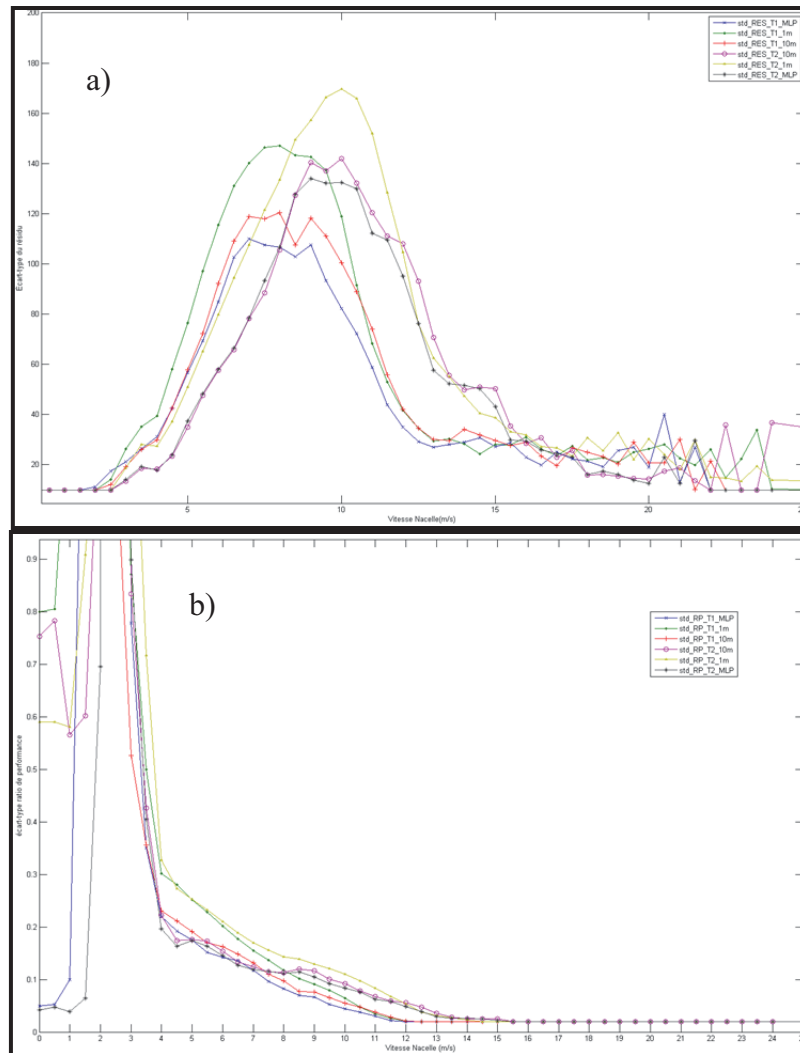 a)
std_RES_T1_MLP
std_RES_T1_1m
std_RES_T1_10m
std_RES_T2_10m
std_RES_T2_1m
std_RES_T2_MLP
200
180
160
140
120
100
80
60
40
20
Écart-type du résidu
5
10
15
20
Vitesse Nacelle(m/s)
b)
std_RP_T1_MLP
std_RP_T1_1m
std_RP_T1_10m
std_RP_T2_10m
std_RP_T2_1m
std_RP_T2_MLP
0.9
0.8
0.7
0.6
0.5
0.4
0.3
0.2
0.1
0
écart-type ratio de performance
0 1 2 3 4 5 6 7 8 9 10 11 12 13 14 15 16 17 18 19 20 21 22 23 24
Vitesse Nacelle (m/s)